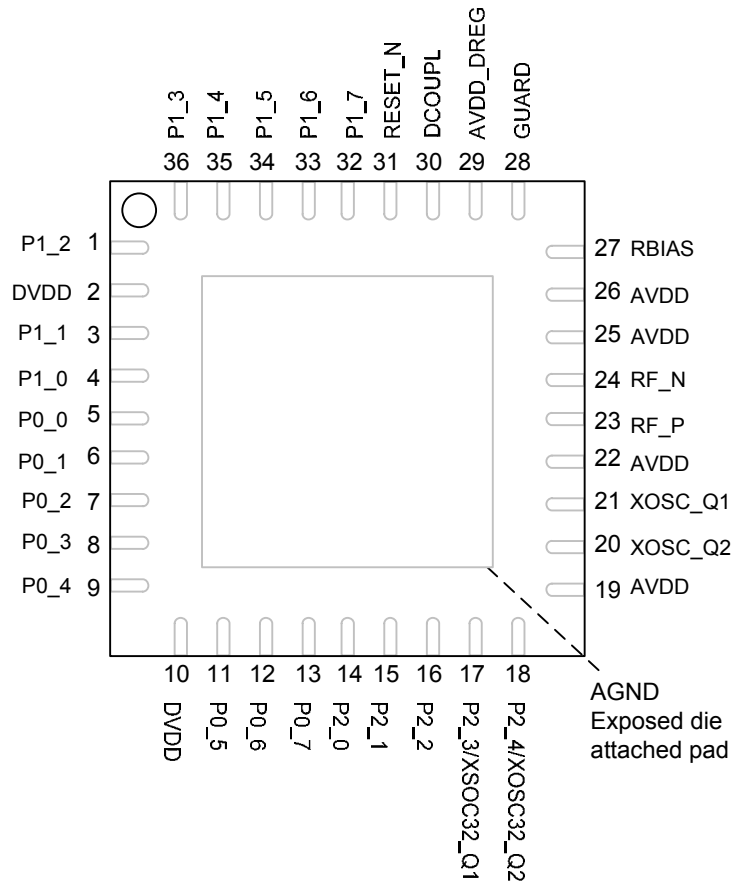 P1_3
P1_4
P1_5
P1_6
P1_7
RESET_N
DCOUPL
AVDD_DREG
GUARD
36 35 34 33 32 31 30 29 28
P1_2 1
DVDD 2
P1_1 3
P1_0 4
P0_0 5
P0_1 6
P0_2 7
P0_3 8
P0_4 9
27 RBIAS
26 AVDD
25 AVDD
24 RF_N
23 RF_P
22 AVDD
21 XOSC_Q1
20 XOSC_Q2
19 AVDD
10 11 12 13 14 15 16 17 18
DVDD
P0_5
P0_6
P0_7
P2_0
P2_1
P2_2
P2_3/XSOC32_Q1
P2_4/XOSC32_Q2
AGND
Exposed die
attached pad